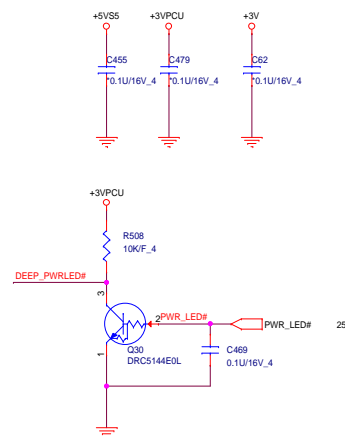 +5VS5 +3VPCU +3V
C455 C479 C62
*0.1U/16V_4 *0.1U/16V_4 *0.1U/16V_4
+3VPCU
R508
10K/F_4
DEEP_PWRLED#
3
2 PWR_LED# PWR_LED# 25
1
Q30
DRC5144E0L
C469
0.1U/16V_4